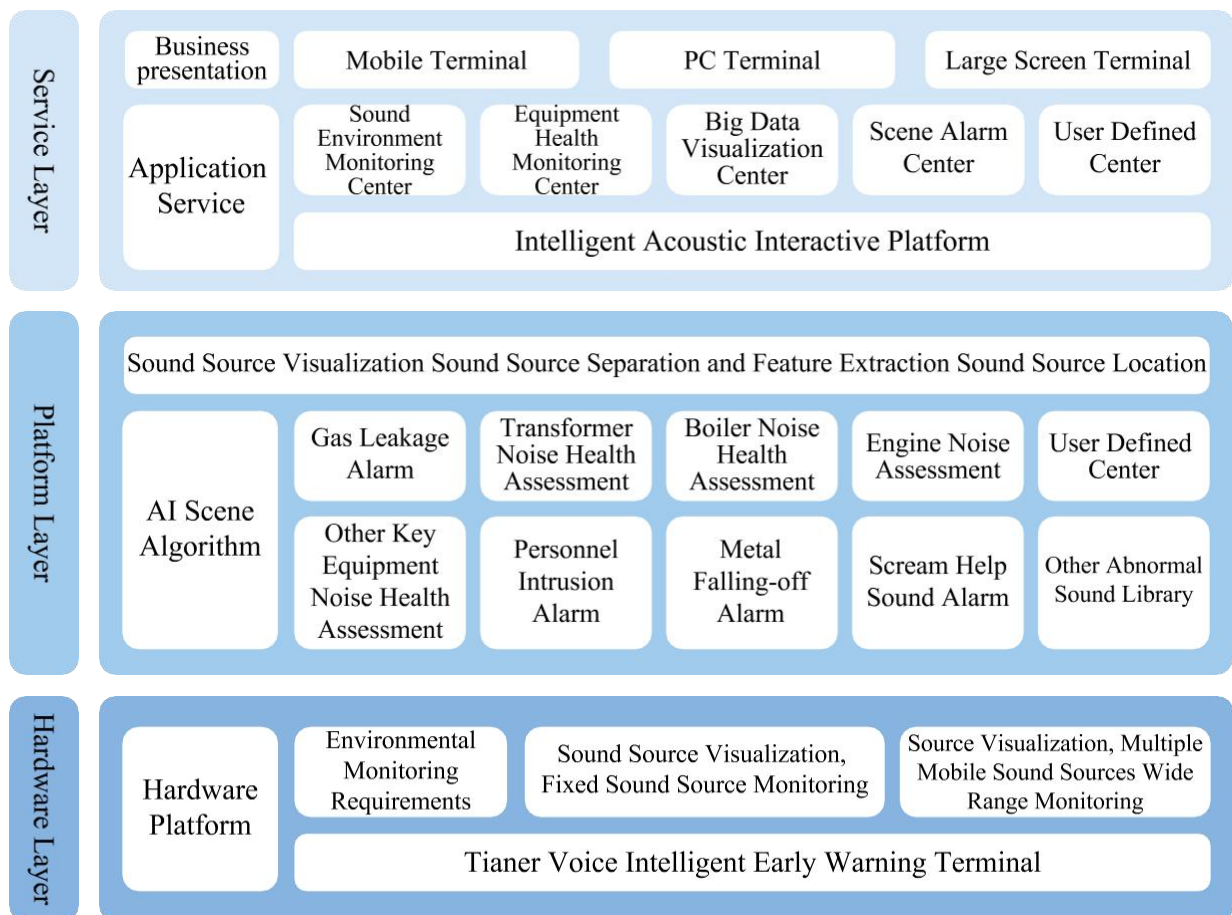 Service Layer
Business
presentation
Mobile Terminal
PC Terminal
Large Screen Terminal
Application
Service
Sound
Environment
Monitoring
Center
Equipment
Health
Monitoring
Center
Big Data
Visualization
Center
Scene Alarm
Center
User Defined
Center
Intelligent Acoustic Interactive Platform
Platform Layer
Sound Source Visualization Sound Source Separation and Feature Extraction Sound Source Location
AI Scene
Algorithm
Gas Leakage
Alarm
Transformer
Noise Health
Assessment
Boiler Noise
Health
Assessment
Engine Noise
Assessment
User Defined
Center
Other Key
Equipment
Noise Health
Assessment
Personnel
Intrusion
Alarm
Metal
Falling-off
Alarm
Scream Help
Sound Alarm
Other Abnormal
Sound Library
Hardware Layer
Hardware
Platform
Environmental
Monitoring
Requirements
Sound Source Visualization,
Fixed Sound Source Monitoring
Source Visualization, Multiple
Mobile Sound Sources Wide
Range Monitoring
Tianer Voice Intelligent Early Warning Terminal